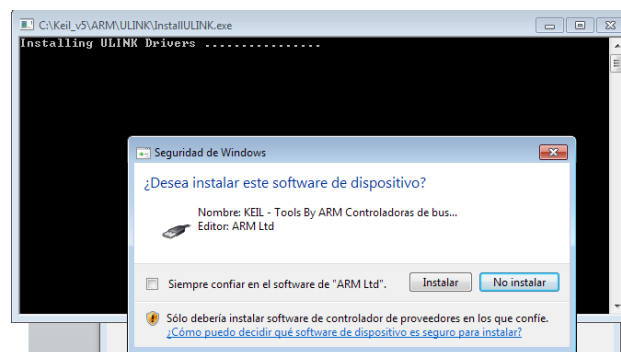 C:\Keil_v5\ARM\ULINK\InstallULINK.exe
Installing ULINK Drivers ................
Seguridad de Windows
¿Desea instalar este software de dispositivo?
Nombre: KEIL - Tools By ARM Controladoras de bus...
Editor: ARM Ltd
Siempre confiar en el software de "ARM Ltd".
Instalar
No instalar
Sólo debería instalar software de controlador de proveedores en los que confíe.
¿Cómo puedo decidir qué software de dispositivo es seguro para instalar?